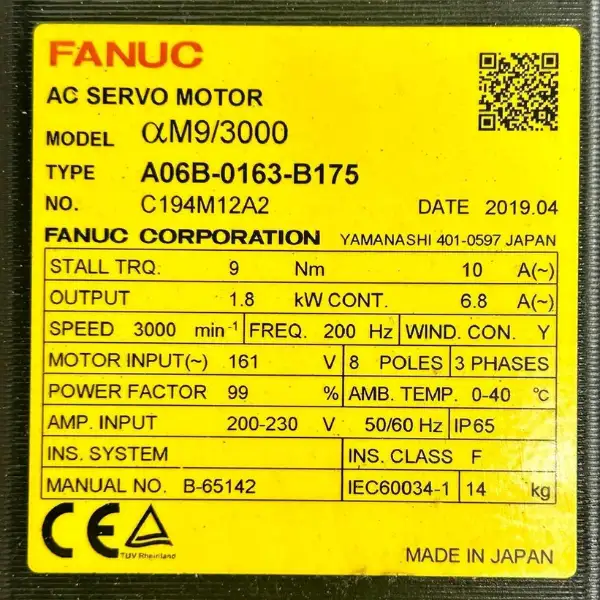 FANUC
AC SERVO MOTOR
MODEL αM9/3000
TYPE A06B-0163-B175
NO. C194M12A2 DATE 2019.04
FANUC CORPORATION YAMANASHI 401-0597 JAPAN
STALL TRQ. 9 Nm 10 A(~)
OUTPUT 1.8 kW CONT. 6.8 A(~)
SPEED 3000 min⁻¹ FREQ. 200 Hz WIND. CON. Y
MOTOR INPUT(~) 161 V 8 POLES 3 PHASES
POWER FACTOR 99 % AMB. TEMP. 0-40 °C
AMP. INPUT 200-230 V 50/60 Hz IP65
INS. SYSTEM INS. CLASS F
MANUAL NO. B-65142 IEC60034-1 14 kg
CE
TÜV Rheinland
MADE IN JAPAN